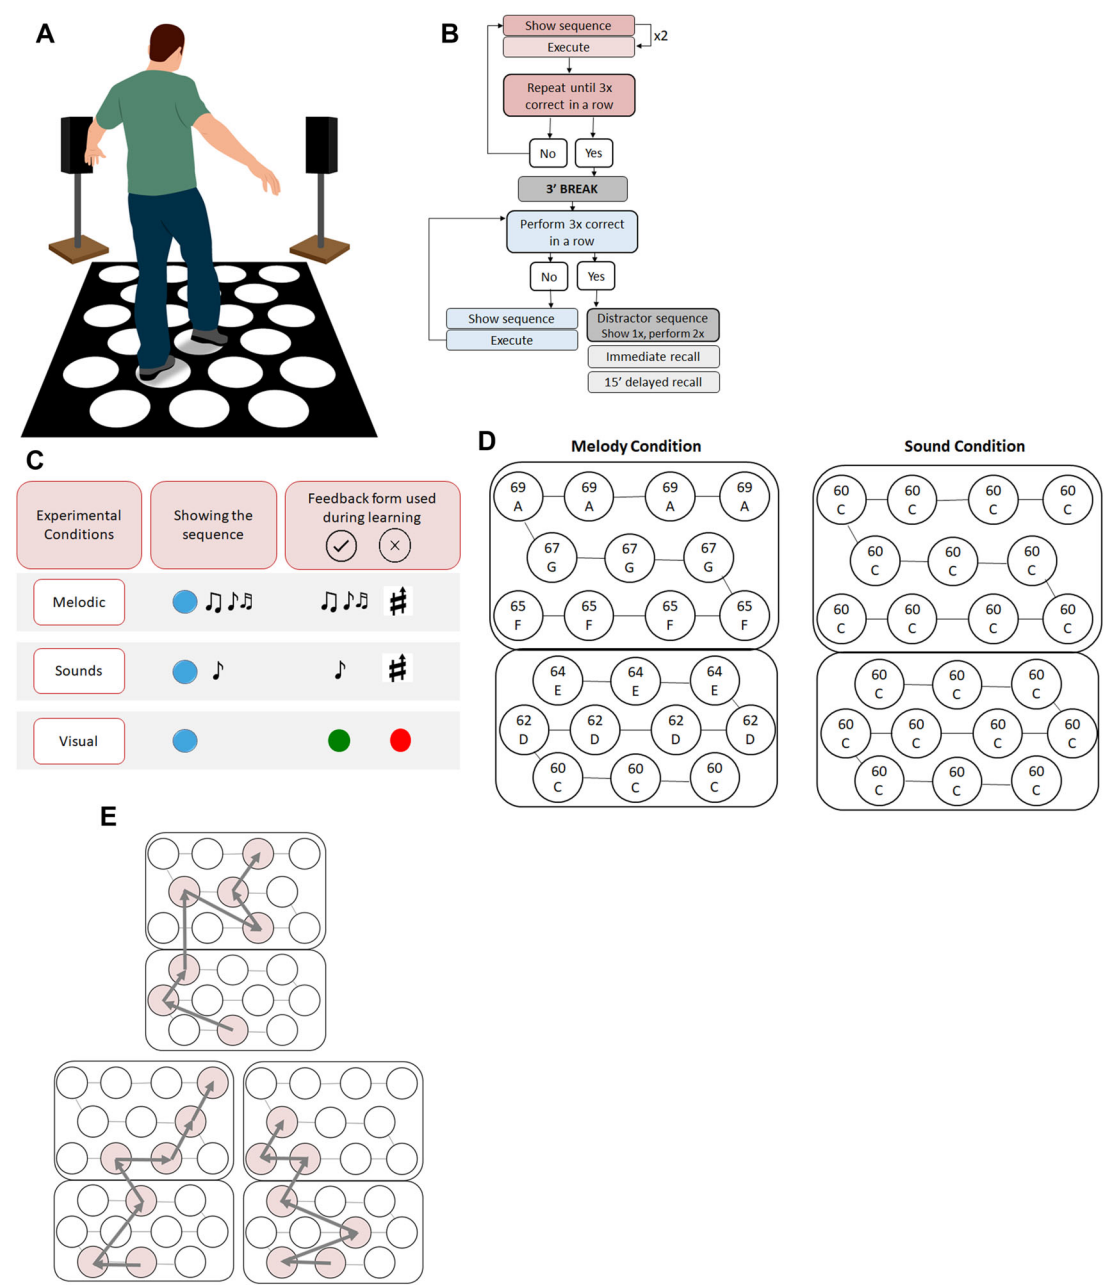 A
B
Show sequence
Execute
x2
Repeat until 3x
correct in a row
No
Yes
3’ BREAK
Perform 3x correct
in a row
No
Yes
Show sequence
Execute
Distractor sequence
Show 1x, perform 2x
Immediate recall
15’ delayed recall
C
Experimental
Conditions
Showing the
sequence
Feedback form used
during learning
Melodic
Sounds
Visual
D
Melody Condition
69 69 69 69
A A A A
67 67 67
G G G
65 65 65 65
F F F F
64 64 64
E E E
62 62 62 62
D D D D
60 60 60
C C C
Sound Condition
60 60 60 60
C C C C
60 60 60
C C C
60 60 60 60
C C C C
60 60 60
C C C
60 60 60 60
C C C C
60 60 60
C C C
E